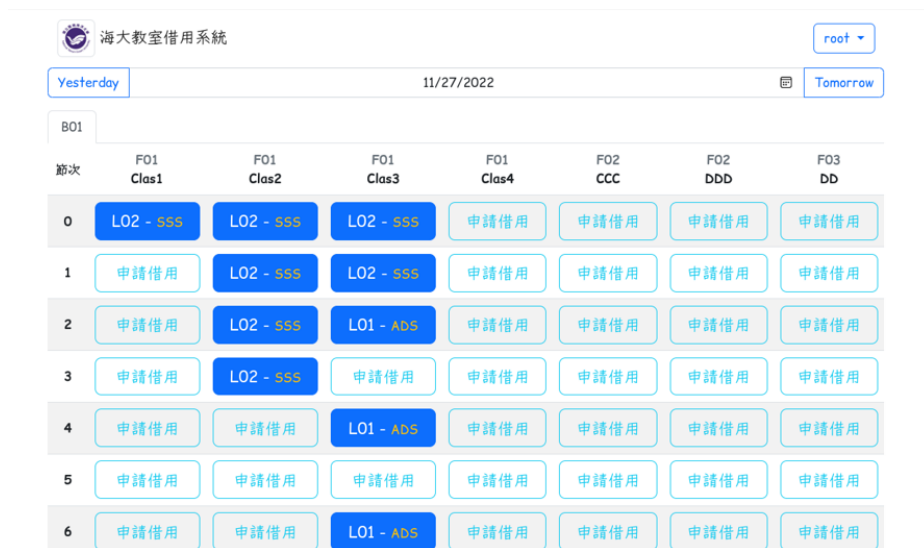 海大教室借用系統 root
Yesterday 11/27/2022 Tomorrow
B01
節次 F01 F01 F01 F01 F02 F02 F03
Clas1 Clas2 Clas3 Clas4 CCC DDD DD
0 L02 - SSS L02 - SSS L02 - SSS 申請借用 申請借用 申請借用 申請借用
1 申請借用 L02 - SSS L02 - SSS 申請借用 申請借用 申請借用 申請借用
2 申請借用 L02 - SSS L01 - ADS 申請借用 申請借用 申請借用 申請借用
3 申請借用 L02 - SSS 申請借用 申請借用 申請借用 申請借用 申請借用
4 申請借用 申請借用 L01 - ADS 申請借用 申請借用 申請借用 申請借用
5 申請借用 申請借用 申請借用 申請借用 申請借用 申請借用 申請借用
6 申請借用 申請借用 L01 - ADS 申請借用 申請借用 申請借用 申請借用